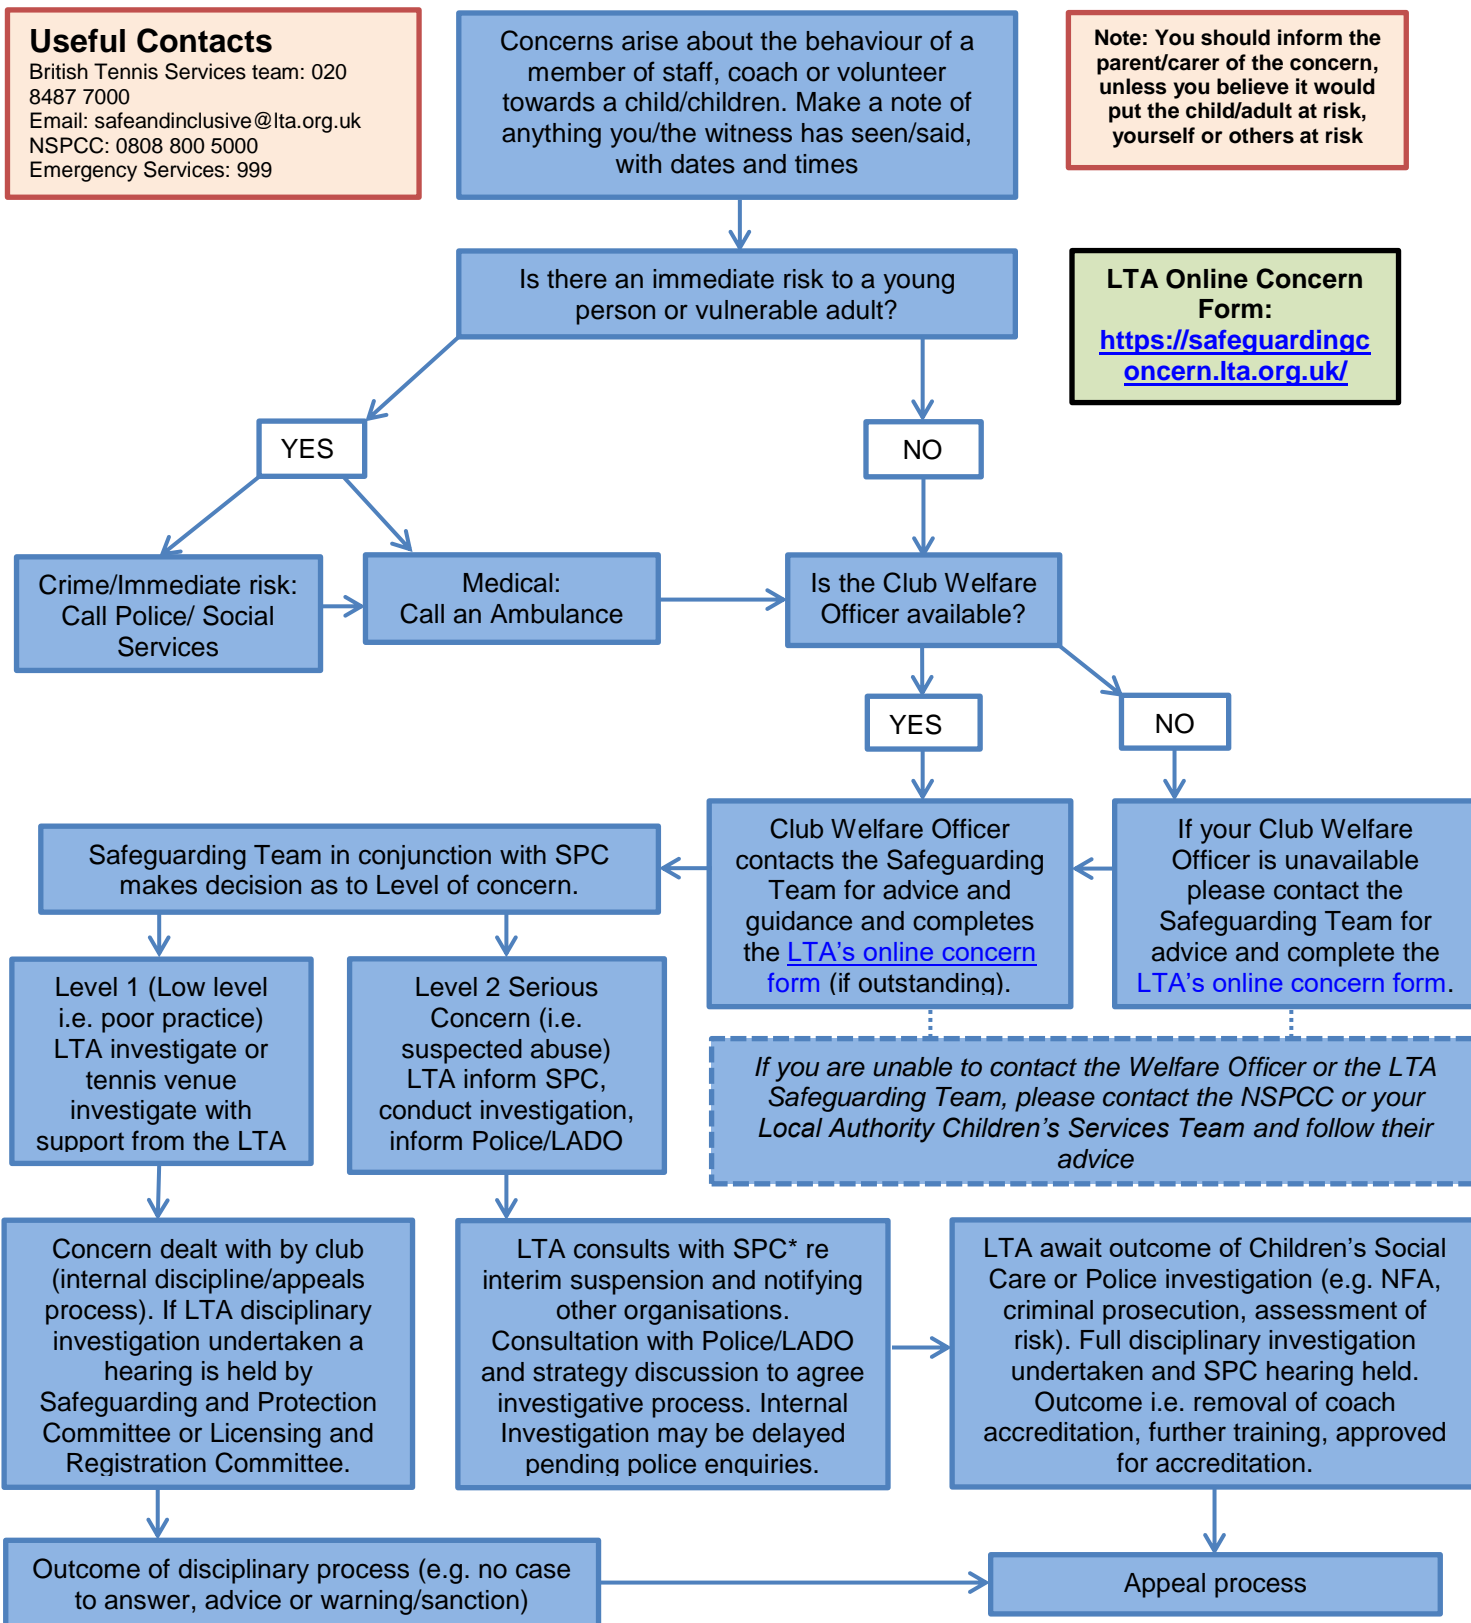 Useful Contacts
British Tennis Services team: 020
8487 7000
Email: safeandinclusive@lta.org.uk
NSPCC: 0808 800 5000
Emergency Services: 999
Concerns arise about the behaviour of a
member of staff, coach or volunteer
towards a child/children. Make a note of
anything you/the witness has seen/said,
with dates and times
Note: You should inform the
parent/carer of the concern,
unless you believe it would
put the child/adult at risk,
yourself or others at risk
Is there an immediate risk to a young
person or vulnerable adult?
LTA Online Concern
Form:
https://safeguardingc
oncern.lta.org.uk/
YES
NO
Crime/Immediate risk:
Call Police/ Social
Services
Medical:
Call an Ambulance
Is the Club Welfare
Officer available?
YES
NO
Club Welfare Officer
contacts the Safeguarding
Team for advice and
guidance and completes
the LTA's online concern
form (if outstanding).
If your Club Welfare
Officer is unavailable
please contact the
Safeguarding Team for
advice and complete the
LTA's online concern form.
Safeguarding Team in conjunction with SPC
makes decision as to Level of concern.
Level 1 (Low level
i.e. poor practice)
LTA investigate or
tennis venue
investigate with
support from the LTA
Level 2 Serious
Concern (i.e.
suspected abuse)
LTA inform SPC,
conduct investigation,
inform Police/LADO
If you are unable to contact the Welfare Officer or the LTA
Safeguarding Team, please contact the NSPCC or your
Local Authority Children's Services Team and follow their
advice
Concern dealt with by club
(internal discipline/appeals
process). If LTA disciplinary
investigation undertaken a
hearing is held by
Safeguarding and Protection
Committee or Licensing and
Registration Committee.
LTA consults with SPC* re
interim suspension and notifying
other organisations.
Consultation with Police/LADO
and strategy discussion to agree
investigative process. Internal
Investigation may be delayed
pending police enquiries.
LTA await outcome of Children's Social
Care or Police investigation (e.g. NFA,
criminal prosecution, assessment of
risk). Full disciplinary investigation
undertaken and SPC hearing held.
Outcome i.e. removal of coach
accreditation, further training, approved
for accreditation.
Outcome of disciplinary process (e.g. no case
to answer, advice or warning/sanction)
Appeal process